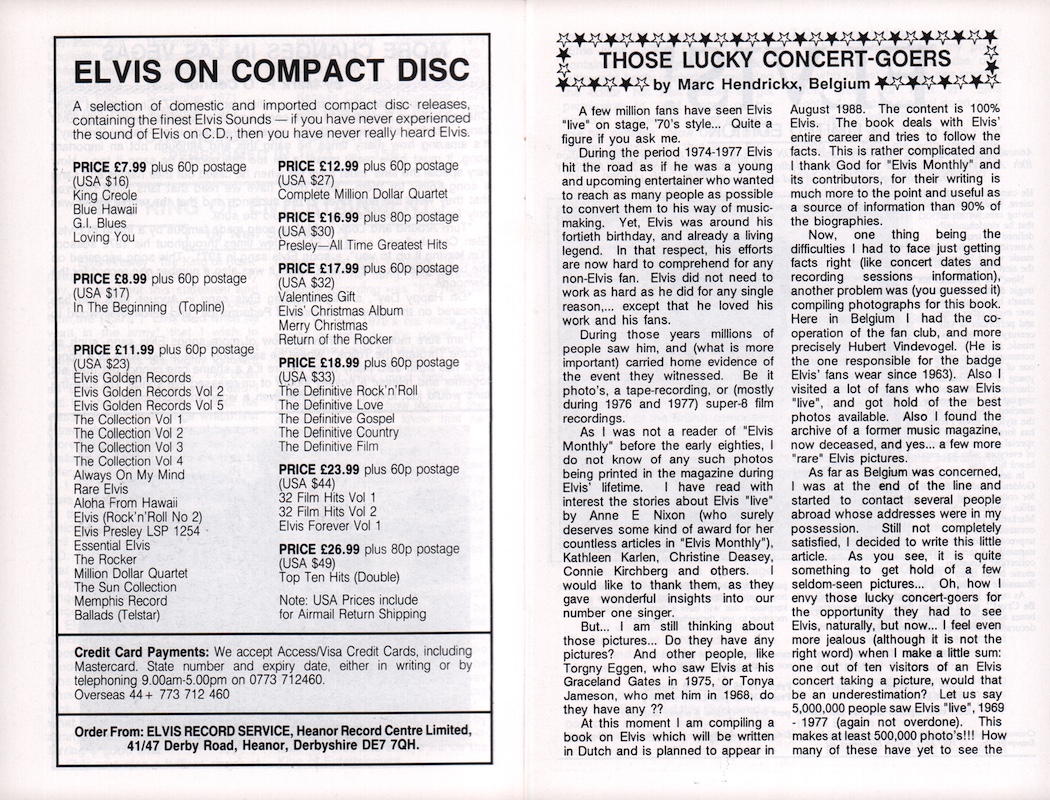 ELVIS ON COMPACT DISC
A selection of domestic and imported compact disc releases,
containing the finest Elvis Sounds — if you have never experienced
the sound of Elvis on C.D., then you have never really heard Elvis.
PRICE £7.99 plus 60p postage
(USA $16)
King Creole
Blue Hawaii
G.I. Blues
Loving You
PRICE £8.99 plus 60p postage
(USA $17)
In The Beginning (Topline)
PRICE £11.99 plus 60p postage
(USA $23)
Elvis Golden Records
Elvis Golden Records Vol 2
Elvis Golden Records Vol 5
The Collection Vol 1
The Collection Vol 2
The Collection Vol 3
The Collection Vol 4
Always On My Mind
Rare Elvis
Aloha From Hawaii
Elvis (Rock'n'Roll No 2)
Elvis Presley LSP 1254
Essential Elvis
The Rocker
Million Dollar Quartet
The Sun Collection
Memphis Record
Ballads (Telstar)
PRICE £12.99 plus 60p postage
(USA $27)
Complete Million Dollar Quartet
PRICE £16.99 plus 80p postage
(USA $30)
Presley—All Time Greatest Hits
PRICE £17.99 plus 60p postage
(USA $32)
Valentines Gift
Elvis' Christmas Album
Merry Christmas
Return of the Rocker
PRICE £18.99 plus 60p postage
(USA $33)
The Definitive Rock'n'Roll
The Definitive Love
The Definitive Gospel
The Definitive Country
The Definitive Film
PRICE £23.99 plus 60p postage
(USA $44)
32 Film Hits Vol 1
32 Film Hits Vol 2
Elvis Forever Vol 1
PRICE £26.99 plus 80p postage
(USA $49)
Top Ten Hits (Double)
Note: USA Prices include
for Airmail Return Shipping
Credit Card Payments: We accept Access/Visa Credit Cards, including
Mastercard. State number and expiry date, either in writing or by
telephoning 9.00am-5.00pm on 0773 712460.
Overseas 44+ 773 712 460
Order From: ELVIS RECORD SERVICE, Heanor Record Centre Limited,
41/47 Derby Road, Heanor, Derbyshire DE7 7QH.
THOSE LUCKY CONCERT-GOERS
by Marc Hendrickx, Belgium
A few million fans have seen Elvis
"live" on stage, '70's style... Quite a
figure if you ask me.
During the period 1974-1977 Elvis
hit the road as if he was a young
and upcoming entertainer who wanted
to reach as many people as possible
to convert them to his way of music-
making. Yet, Elvis was around his
fortieth birthday, and already a living
legend. In that respect, his efforts
are now hard to comprehend for any
non-Elvis fan. Elvis did not need to
work as hard as he did for any single
reason,... except that he loved his
work and his fans.
During those years millions of
people saw him, and (what is more
important) carried home evidence of
the event they witnessed. Be it
photo's, a tape-recording, or (mostly
during 1976 and 1977) super-8 film
recordings.
As I was not a reader of "Elvis
Monthly" before the early eighties, I
do not know of any such photos
being printed in the magazine during
Elvis' lifetime. I have read with
interest the stories about Elvis "live"
by Anne E Nixon (who surely
deserves some kind of award for her
countless articles in "Elvis Monthly"),
Kathleen Karlen, Christine Deasey,
Connie Kirchberg and others. I
would like to thank them, as they
gave wonderful insights into our
number one singer.
But... I am still thinking about
those pictures... Do they have any
pictures? And other people, like
Torgny Eggen, who saw Elvis at his
Graceland Gates in 1975, or Tonya
Jameson, who met him in 1968, do
they have any ??
At this moment I am compiling a
book on Elvis which will be written
in Dutch and is planned to appear in
August 1988. The content is 100%
Elvis. The book deals with Elvis'
entire career and tries to follow the
facts. This is rather complicated and
I thank God for "Elvis Monthly" and
its contributors, for their writing is
much more to the point and useful as
a source of information than 90% of
the biographies.
Now, one thing being the
difficulties I had to face just getting
facts right (like concert dates and
recording sessions information),
another problem was (you guessed it)
compiling photographs for this book.
Here in Belgium I had the co-
operation of the fan club, and more
precisely Hubert Vindevogel. (He is
the one responsible for the badge
Elvis' fans wear since 1963). Also I
visited a lot of fans who saw Elvis
"live", and got hold of the best
photos available. Also I found the
archive of a former music magazine,
now deceased, and yes... a few more
"rare" Elvis pictures.
As far as Belgium was concerned,
I was at the end of the line and
started to contact several people
abroad whose addresses were in my
possession. Still not completely
satisfied, I decided to write this little
article. As you see, it is quite
something to get hold of a few
seldom-seen pictures... Oh, how I
envy those lucky concert-goers for
the opportunity they had to see
Elvis, naturally, but now... I feel even
more jealous (although it is not the
right word) when I make a little sum:
one out of ten visitors of an Elvis
concert taking a picture, would that
be an underestimation? Let us say
5,000,000 people saw Elvis "live", 1969
- 1977 (again not overdone). This
makes at least 500,000 photo's!!! How
many of these have yet to see the